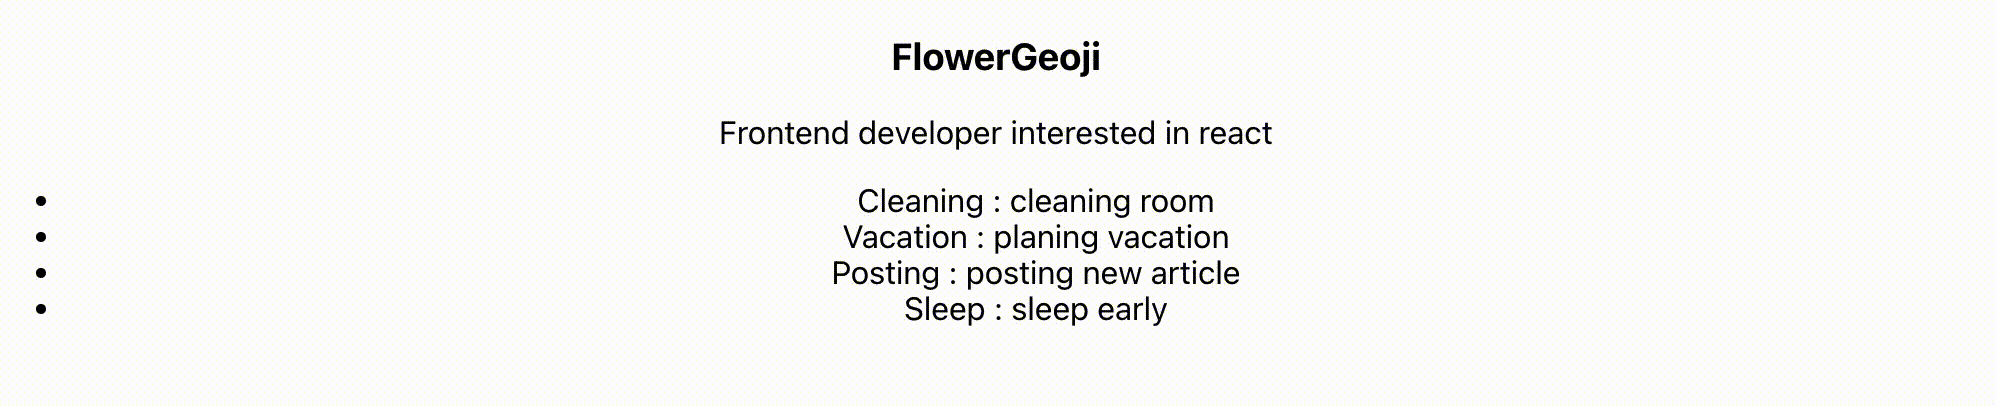 FlowerGeoji
Frontend developer interested in react
• Cleaning : cleaning room
• Vacation : planing vacation
• Posting : posting new article
• Sleep : sleep early